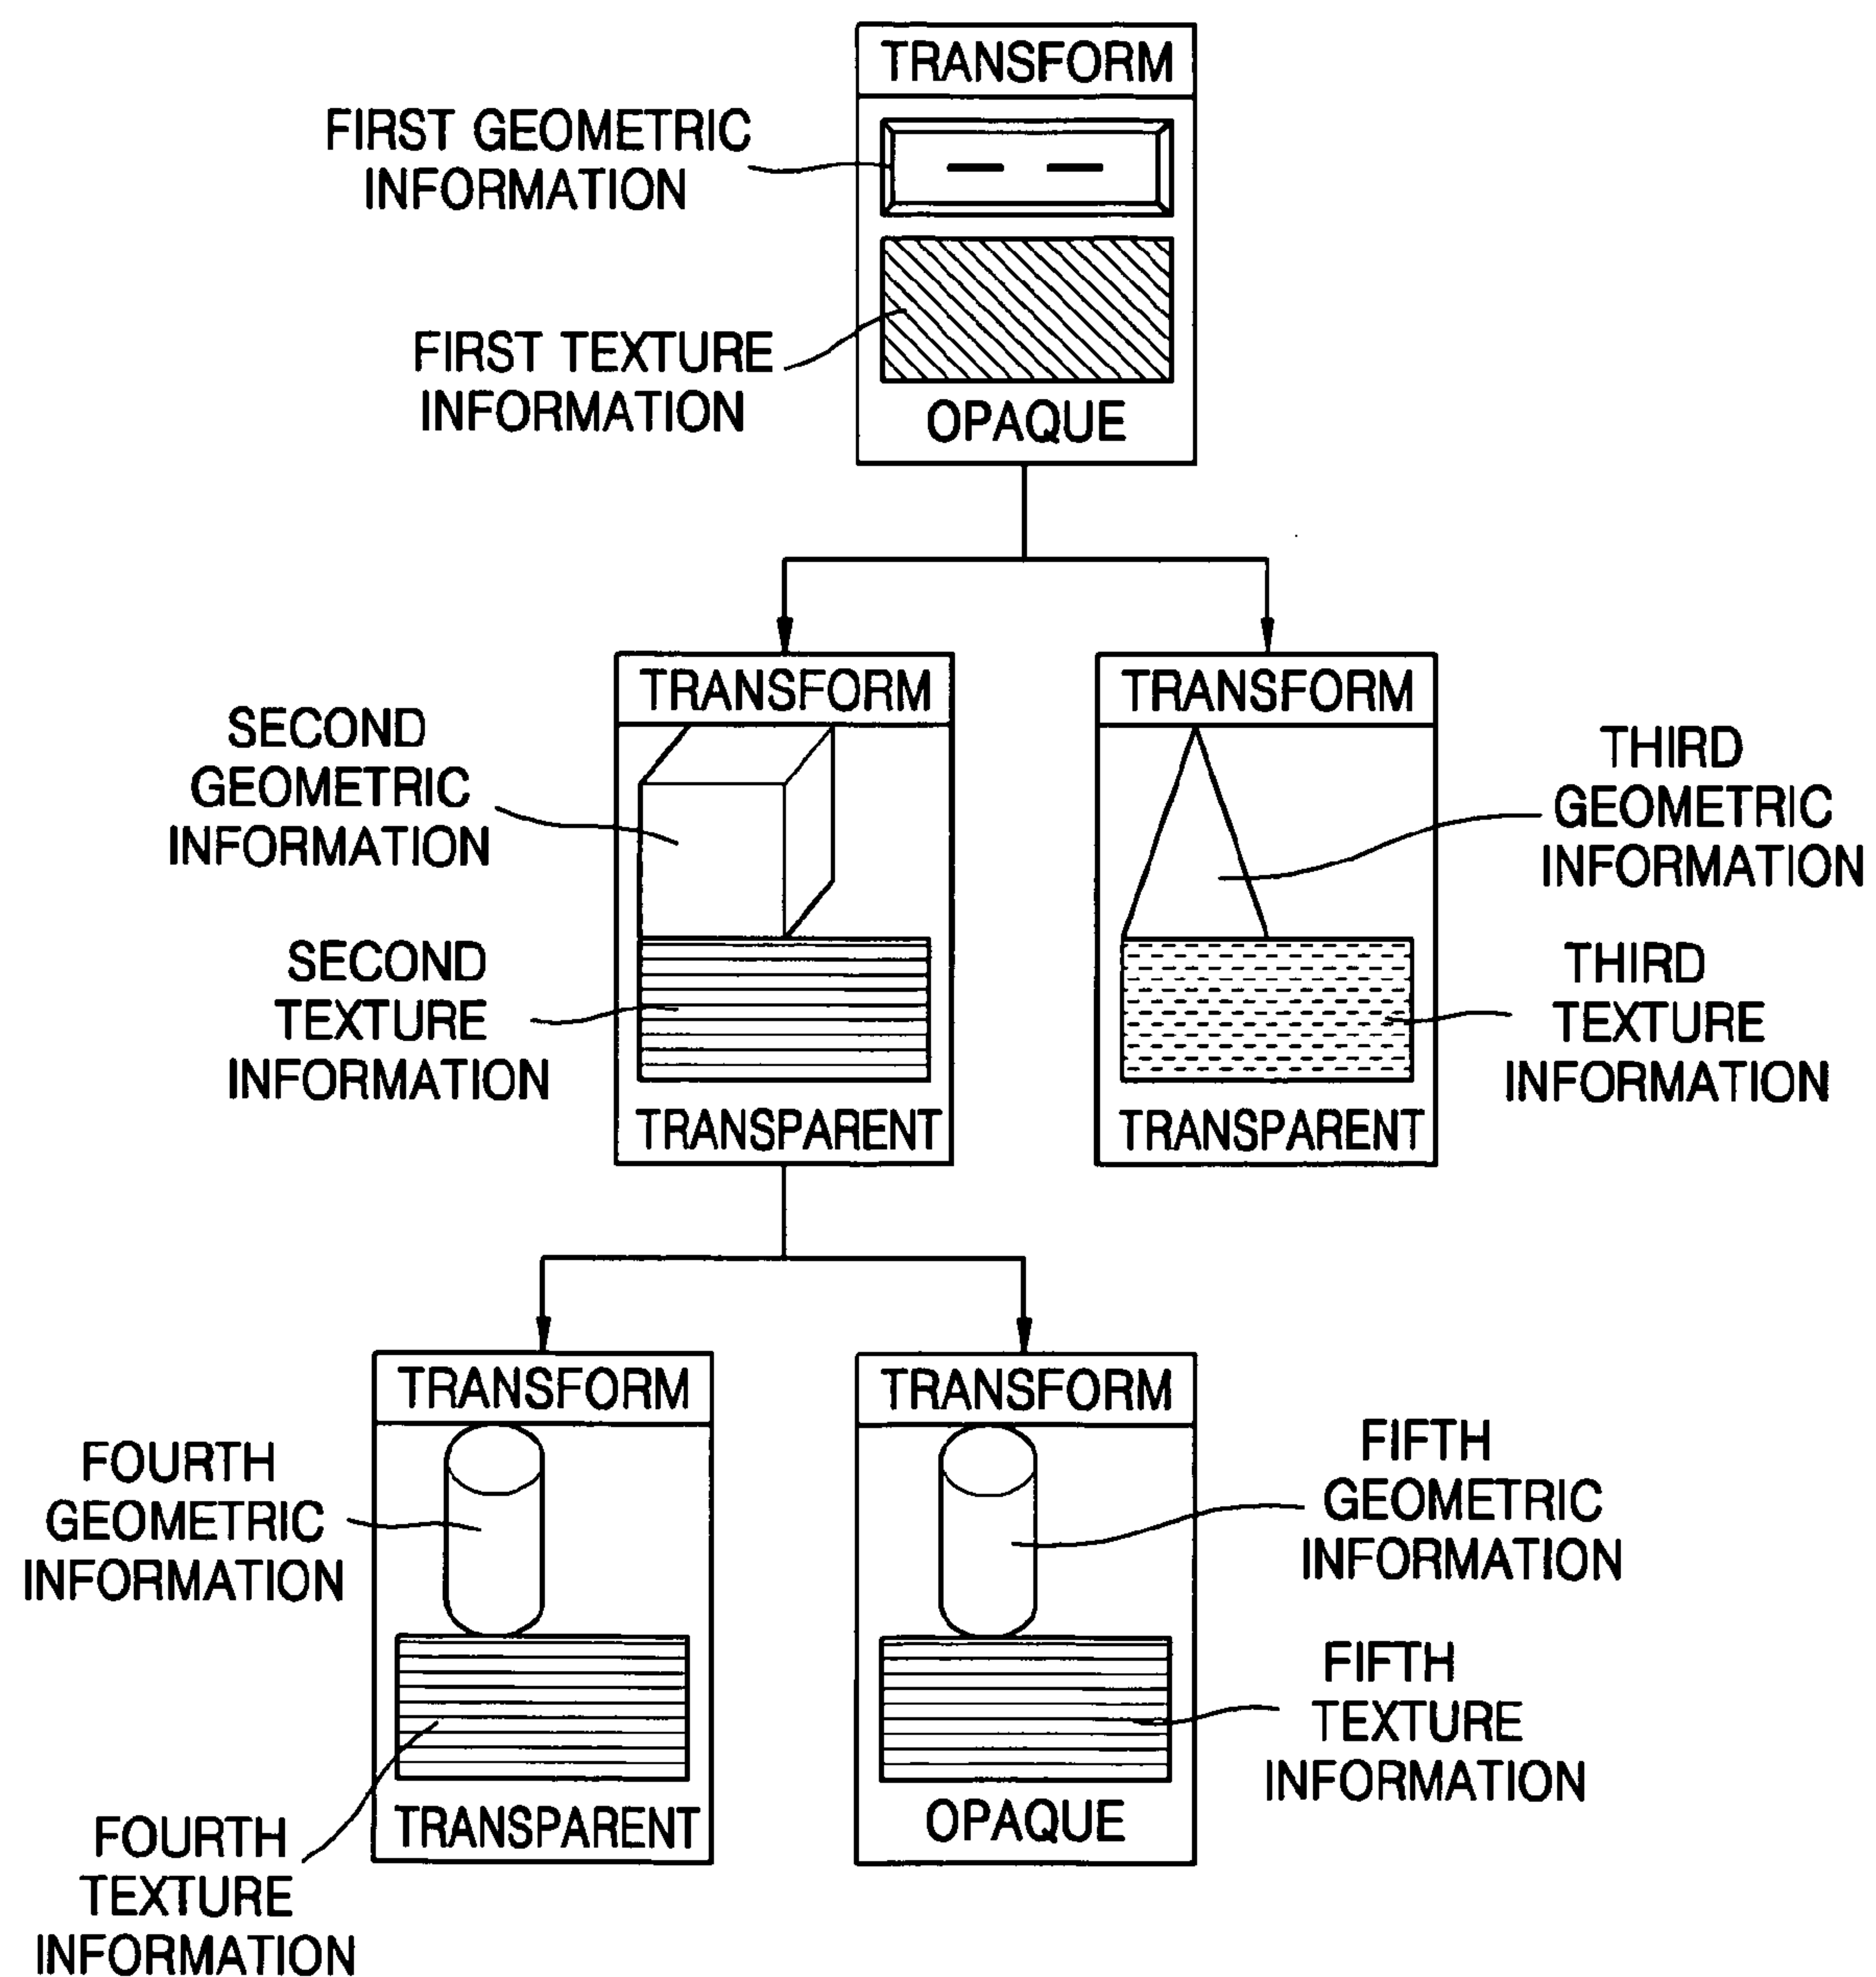 TRANSFORM
FIRST GEOMETRIC
INFORMATION
FIRST TEXTURE
INFORMATION
OPAQUE
TRANSFORM
SECOND
GEOMETRIC
INFORMATION
SECOND
TEXTURE
INFORMATION
TRANSPARENT
TRANSFORM
THIRD
GEOMETRIC
INFORMATION
THIRD
TEXTURE
INFORMATION
TRANSPARENT
TRANSFORM
FOURTH
GEOMETRIC
INFORMATION
FOURTH
TEXTURE
INFORMATION
TRANSPARENT
TRANSFORM
FIFTH
GEOMETRIC
INFORMATION
FIFTH
TEXTURE
INFORMATION
OPAQUE